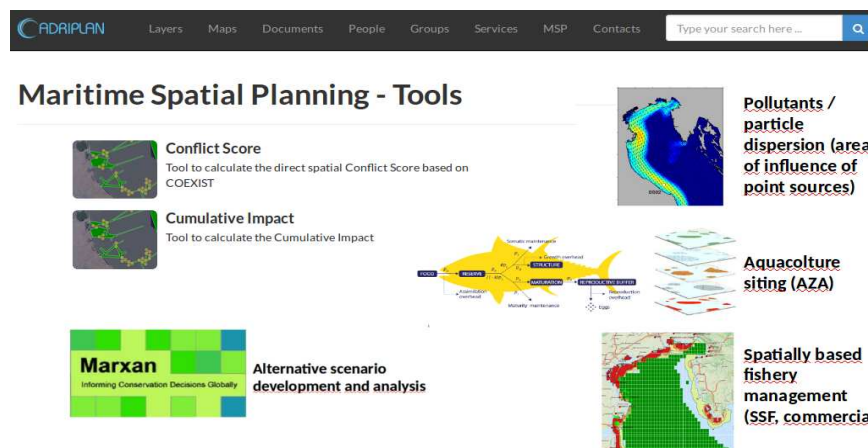 ADRIPLAN
Layers Maps Documents People Groups Services MSP Contacts
Type your search here ...
Maritime Spatial Planning - Tools
Conflict Score
Tool to calculate the direct spatial Conflict Score based on
COEXIST
Cumulative Impact
Tool to calculate the Cumulative Impact
Pollutants /
particle
dispersion (area
of influence of
point sources)
Somatic maintenance
Growth overhead
FOOD
RESERVE
STRUCTURE
MATURATION
REPRODUCTIVE BUFFER
Assimilation
overhead
Reproduction
overhead
Maturity maintenance
Eggs
Aquacolture
siting (AZA)
Marxan
Informing Conservation Decisions Globally
Alternative scenario
development and analysis
Spatially based
fishery
management
(SSF, commercia